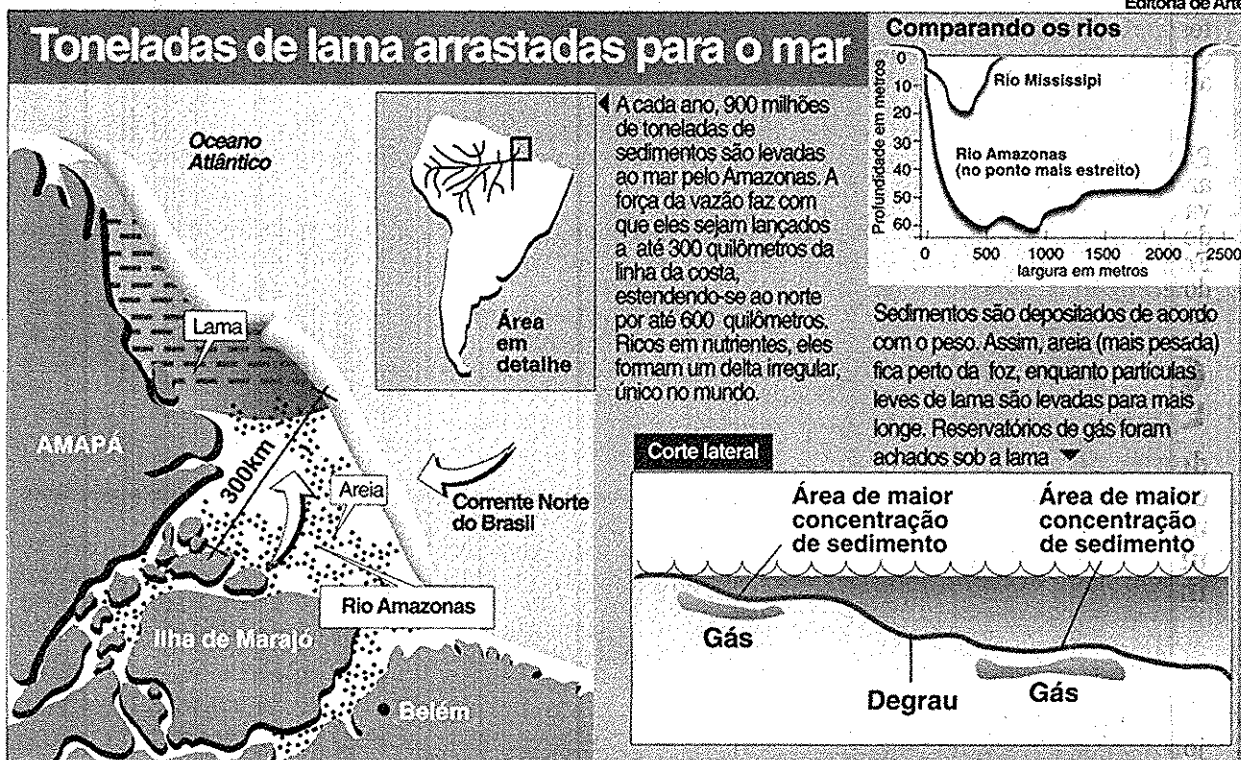 Editoria de Arte
Toneladas de lama arrastadas para o mar
Oceano
Atlântico
Lama
AMAPÁ
300km
Areia
Corrente Norte
do Brasil
Rio Amazonas
Ilha de Marajó
Belém
Área
em
detalhe
A cada ano, 900 milhões
de toneladas de
sedimentos são levadas
ao mar pelo Amazonas. A
força da vazão faz com
que eles sejam lançados
a até 300 quilômetros da
linha da costa,
estendendo-se ao norte
por até 600 quilômetros.
Ricos em nutrientes, eles
formam um delta irregular,
único no mundo.
Comparando os rios
Profundidade em metros
0
10
20
30
40
50
60
Rio Mississipi
Rio Amazonas
(no ponto mais estreito)
0 500 1000 1500 2000 2500
largura em metros
Sedimentos são depositados de acordo
com o peso. Assim, areia (mais pesada)
fica perto da foz, enquanto partículas
leves de lama são levadas para mais
longe. Reservatórios de gás foram
achados sob a lama
Corte lateral
Área de maior
concentração
de sedimento
Área de maior
concentração
de sedimento
Gás
Degrau
Gás